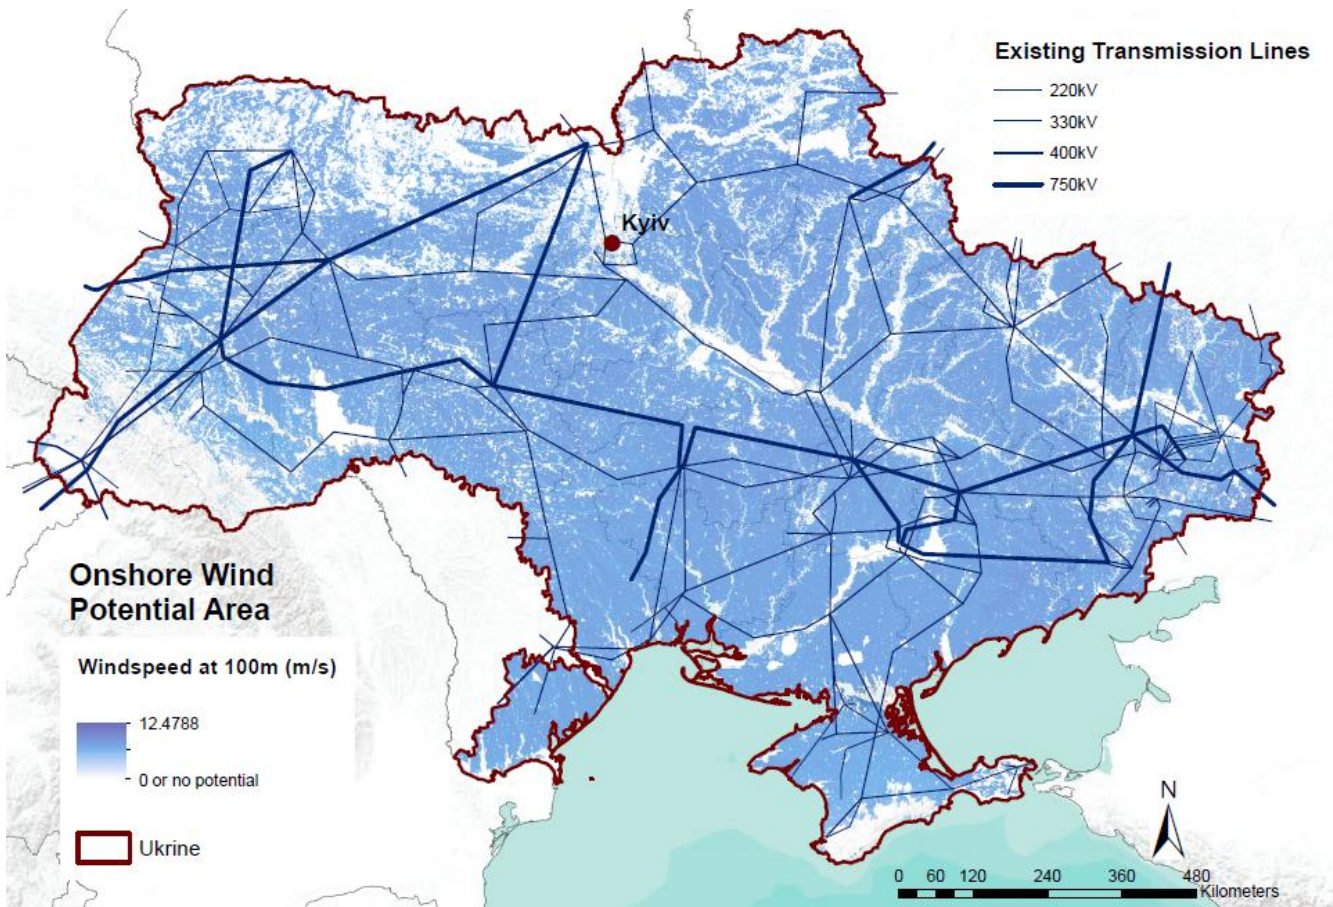 Existing Transmission Lines
220kV
330kV
400kV
750kV
Kyiv
Onshore Wind
Potential Area
Windspeed at 100m (m/s)
12.4788
0 or no potential
Ukrine
N
0 60 120 240 360 480
Kilometers